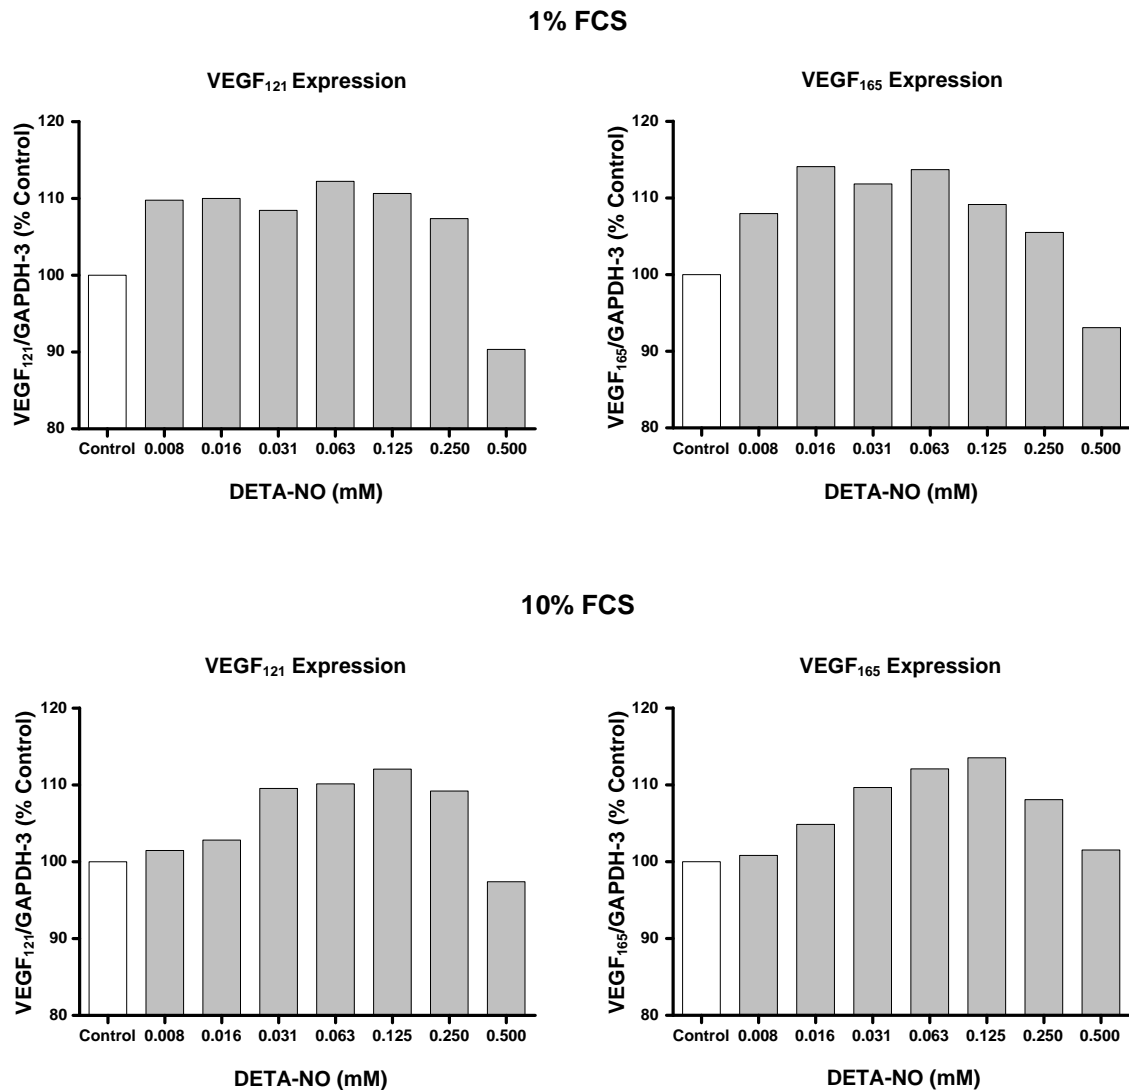 1% FCS
VEGF₁₂₁ Expression
VEGF₁₂₁/GAPDH-3 (% Control)
120
110
100
90
80
Control 0.008 0.016 0.031 0.063 0.125 0.250 0.500
DETA-NO (mM)
VEGF₁₆₅ Expression
VEGF₁₆₅/GAPDH-3 (% Control)
120
110
100
90
80
Control 0.008 0.016 0.031 0.063 0.125 0.250 0.500
DETA-NO (mM)
10% FCS
VEGF₁₂₁ Expression
VEGF₁₂₁/GAPDH-3 (% Control)
120
110
100
90
80
Control 0.008 0.016 0.031 0.063 0.125 0.250 0.500
DETA-NO (mM)
VEGF₁₆₅ Expression
VEGF₁₆₅/GAPDH-3 (% Control)
120
110
100
90
80
Control 0.008 0.016 0.031 0.063 0.125 0.250 0.500
DETA-NO (mM)